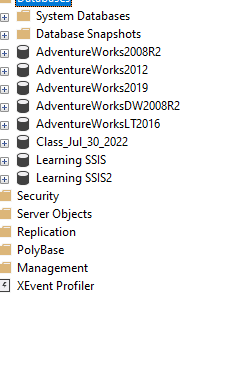 Databases
System Databases
Database Snapshots
AdventureWorks2008R2
AdventureWorks2012
AdventureWorks2019
AdventureWorksDW2008R2
AdventureWorksLT2016
Class_Jul_30_2022
Learning SSIS
Learning SSIS2
Security
Server Objects
Replication
PolyBase
Management
XEvent Profiler